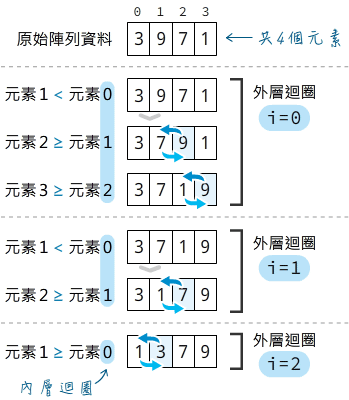 0 1 2 3
原始陣列資料 3 9 7 1 共4個元素
元素1 < 元素0 3 9 7 1 外層迴圈
i=0
元素2 ≥ 元素1 3 7 9 1
元素3 ≥ 元素2 3 7 1 9
元素1 < 元素0 3 7 1 9 外層迴圈
i=1
元素2 ≥ 元素1 3 1 7 9
元素1 ≥ 元素0 1 3 7 9 外層迴圈
i=2
內層迴圈